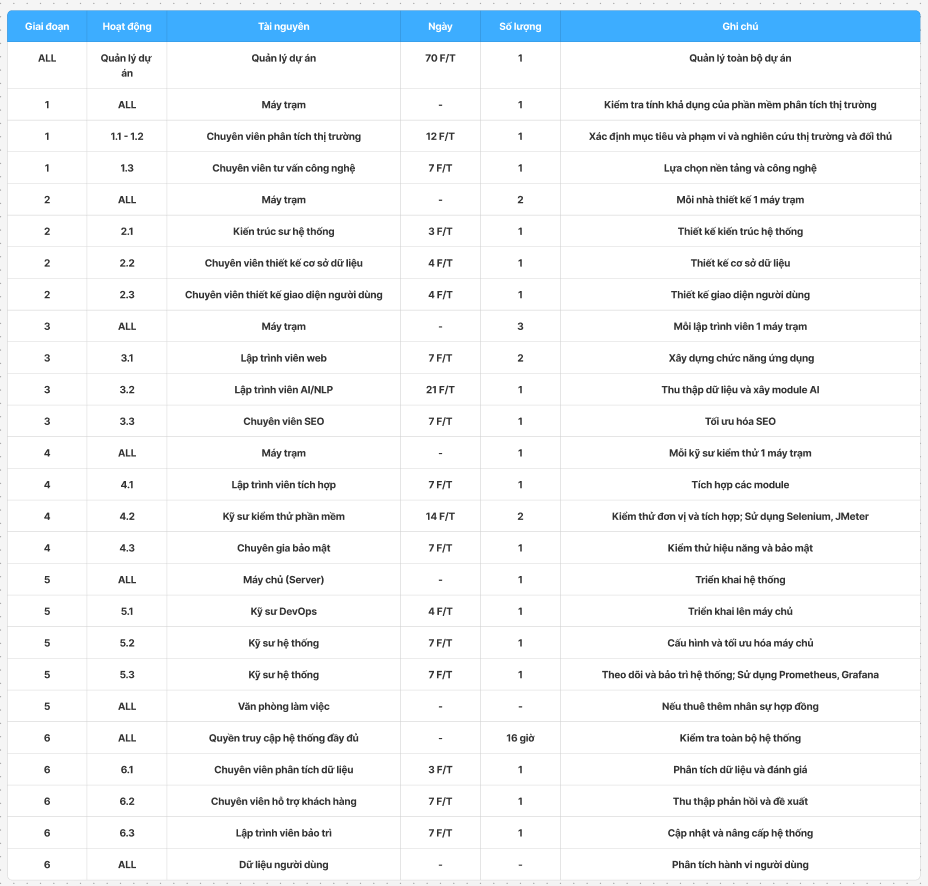 Giai đoạn Hoạt động Tài nguyên Ngày Số lượng Ghi chú
ALL Quản lý dự án Quản lý dự án 70 F/T 1 Quản lý toàn bộ dự án
1 ALL Máy trạm - 1 Kiểm tra tính khả dụng của phần mềm phân tích thị trường
1 1.1 - 1.2 Chuyên viên phân tích thị trường 12 F/T 1 Xác định mục tiêu và phạm vi và nghiên cứu thị trường và đối thủ
1 1.3 Chuyên viên tư vấn công nghệ 7 F/T 1 Lựa chọn nền tảng và công nghệ
2 ALL Máy trạm - 2 Mỗi nhà thiết kế 1 máy trạm
2 2.1 Kiến trúc sư hệ thống 3 F/T 1 Thiết kế kiến trúc hệ thống
2 2.2 Chuyên viên thiết kế cơ sở dữ liệu 4 F/T 1 Thiết kế cơ sở dữ liệu
2 2.3 Chuyên viên thiết kế giao diện người dùng 4 F/T 1 Thiết kế giao diện người dùng
3 ALL Máy trạm - 3 Mỗi lập trình viên 1 máy trạm
3 3.1 Lập trình viên web 7 F/T 2 Xây dựng chức năng ứng dụng
3 3.2 Lập trình viên AI/NLP 21 F/T 1 Thu thập dữ liệu và xây module AI
3 3.3 Chuyên viên SEO 7 F/T 1 Tối ưu hóa SEO
4 ALL Máy trạm - 1 Mỗi kỹ sư kiểm thử 1 máy trạm
4 4.1 Lập trình viên tích hợp 7 F/T 1 Tích hợp các module
4 4.2 Kỹ sư kiểm thử phần mềm 14 F/T 2 Kiểm thử đơn vị và tích hợp; Sử dụng Selenium, JMeter
4 4.3 Chuyên gia bảo mật 7 F/T 1 Kiểm thử hiệu năng và bảo mật
5 ALL Máy chủ (Server) - 1 Triển khai hệ thống
5 5.1 Kỹ sư DevOps 4 F/T 1 Triển khai lên máy chủ
5 5.2 Kỹ sư hệ thống 7 F/T 1 Cấu hình và tối ưu hóa máy chủ
5 5.3 Kỹ sư hệ thống 7 F/T 1 Theo dõi và bảo trì hệ thống; Sử dụng Prometheus, Grafana
5 ALL Văn phòng làm việc - - Nếu thuê thêm nhân sự hợp đồng
6 ALL Quyền truy cập hệ thống đầy đủ - 16 giờ Kiểm tra toàn bộ hệ thống
6 6.1 Chuyên viên phân tích dữ liệu 3 F/T 1 Phân tích dữ liệu và đánh giá
6 6.2 Chuyên viên hỗ trợ khách hàng 7 F/T 1 Thu thập phản hồi và đề xuất
6 6.3 Lập trình viên bảo trì 7 F/T 1 Cập nhật và nâng cấp hệ thống
6 ALL Dữ liệu người dùng - - Phân tích hành vi người dùng